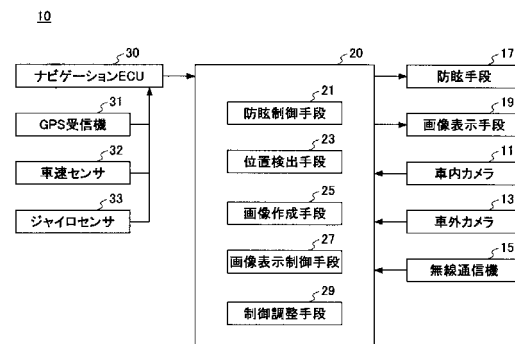 10
30
ナビゲーションECU
31
GPS受信機
32
車速センサ
33
ジャイロセンサ
20
21
防眩制御手段
23
位置検出手段
25
画像作成手段
27
画像表示制御手段
29
制御調整手段
17
防眩手段
19
画像表示手段
11
車内カメラ
13
車外カメラ
15
無線通信機